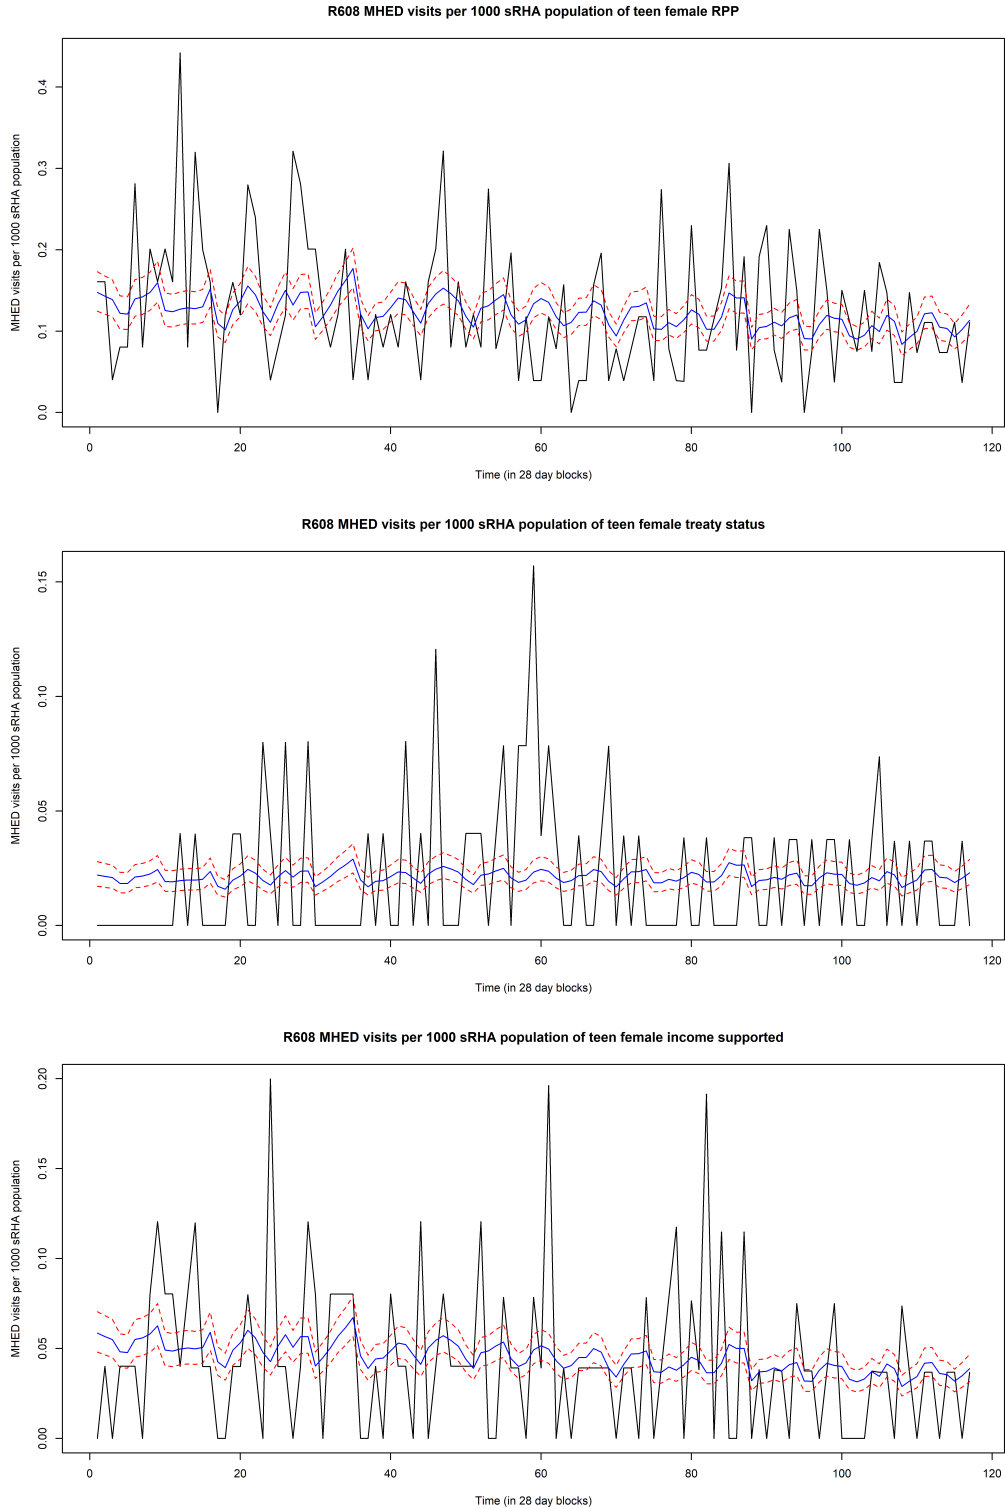 R608 MHED visits per 1000 sRHA population of teen female RPP
MHED visits per 1000 sRHA population
0.4
0.3
0.2
0.1
0.0
0 20 40 60 80 100 120
Time (in 28 day blocks)
R608 MHED visits per 1000 sRHA population of teen female treaty status
MHED visits per 1000 sRHA population
0.15
0.10
0.05
0.00
0 20 40 60 80 100 120
Time (in 28 day blocks)
R608 MHED visits per 1000 sRHA population of teen female income supported
MHED visits per 1000 sRHA population
0.20
0.15
0.10
0.05
0.00
0 20 40 60 80 100 120
Time (in 28 day blocks)